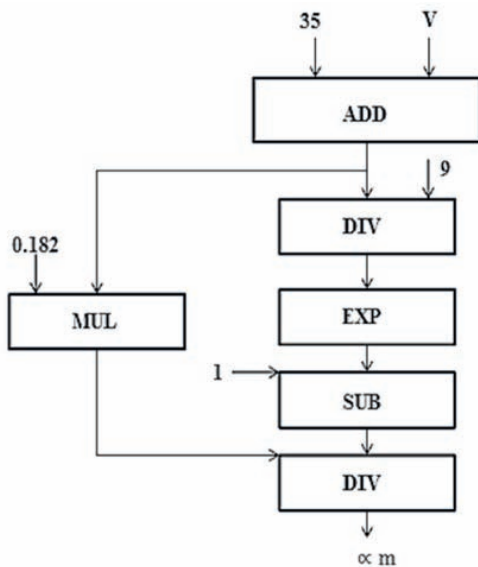 35 V
ADD
9
DIV
0.182
MUL
EXP
1
SUB
DIV
∝ m